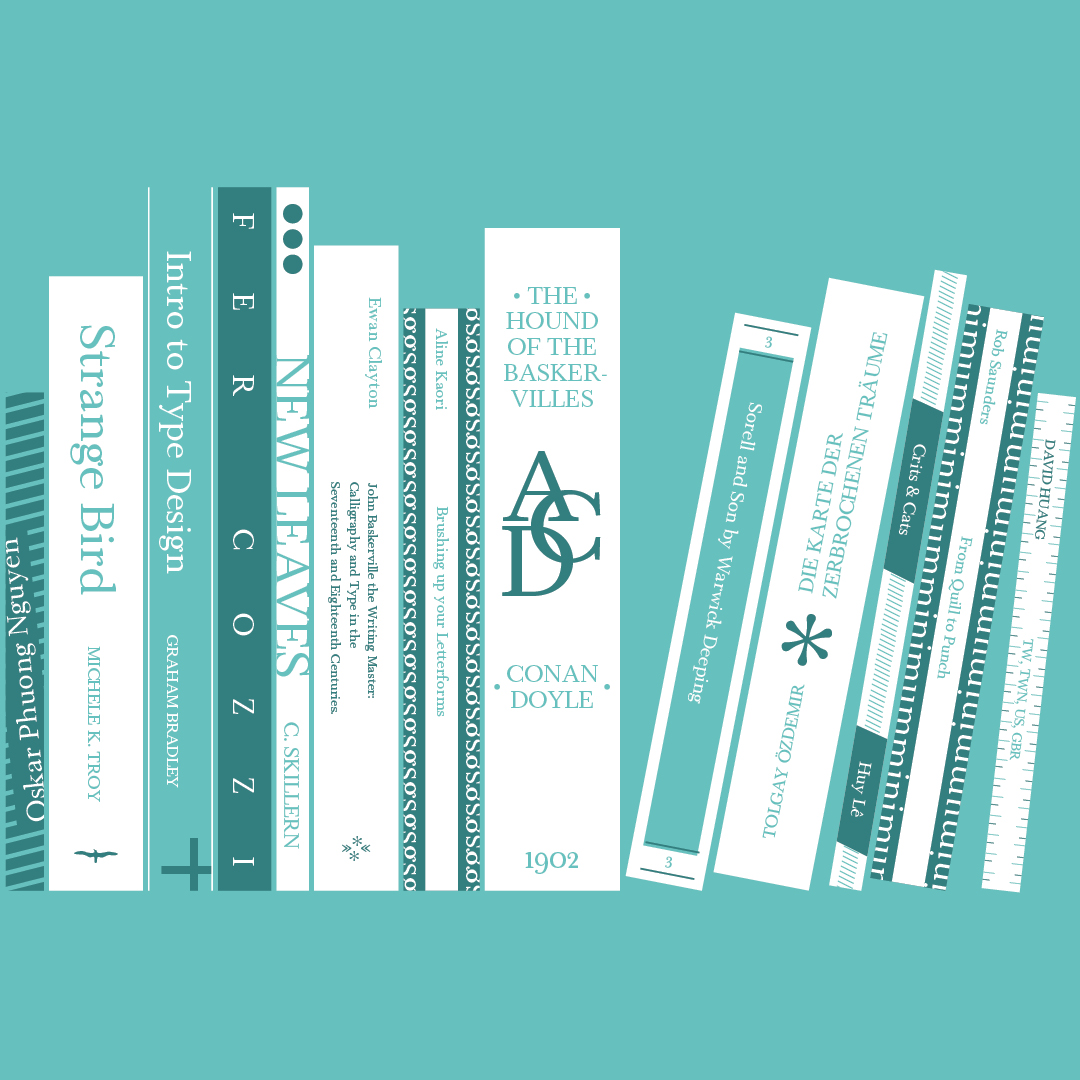 Oskar Phuong Nguyen
Strange Bird
MICHELE K. TROY
Intro to Type Design
GRAHAM BRADLEY
FER COZZI
NEW LEAVES
C. SKILLERN
Ewan Clayton
John Baskerville the Writing Master:
Calligraphy and Type in the
Seventeenth and Eighteenth Centuries.
Aline Kaori
Brushing up your Letterforms
• THE •
HOUND
OF THE
BASKER-
VILLES
ACD
CONAN
• DOYLE •
1902
3
Sorell and Son by Warwick Deeping
3
DIE KARTE DER
ZERBROCHENEN TRÄUME
TOLGAY ÖZDEMIR
Crits & Cats
Huy Lê
Rob Saunders
From Quill to Punch
DAVID HUANG
TW, TWN, US, GBR